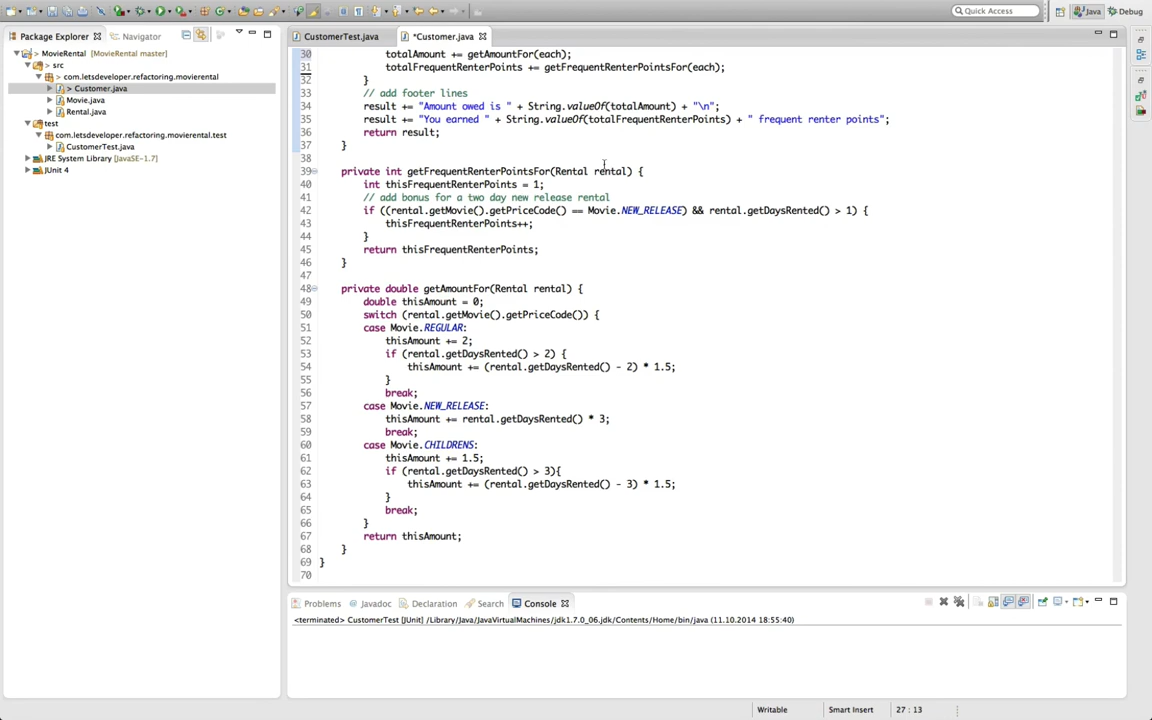 Quick Access
Java
Debug
Package Explorer
Navigator
CustomerTest.java
*Customer.java
> MovieRental [MovieRental master]
> src
> com.letsdeveloper.refactoring.movierental
> Customer.java
Movie.java
Rental.java
test
com.letsdeveloper.refactoring.movierental.test
CustomerTest.java
JRE System Library [JavaSE-1.7]
JUnit 4
30 totalAmount += getAmountFor(each);
31 totalFrequentRenterPoints += getFrequentRenterPointsFor(each);
32 }
33 // add footer lines
34 result += "Amount owed is " + String.valueOf(totalAmount) + "\n";
35 result += "You earned " + String.valueOf(totalFrequentRenterPoints) + " frequent renter points";
36 return result;
37 }
38
39 private int getFrequentRenterPointsFor(Rental rental) {
40 int thisFrequentRenterPoints = 1;
41 // add bonus for a two day new release rental
42 if ((rental.getMovie().getPriceCode() == Movie.NEW_RELEASE) && rental.getDaysRented() > 1) {
43 thisFrequentRenterPoints++;
44 }
45 return thisFrequentRenterPoints;
46 }
47
48 private double getAmountFor(Rental rental) {
49 double thisAmount = 0;
50 switch (rental.getMovie().getPriceCode()) {
51 case Movie.REGULAR:
52 thisAmount += 2;
53 if (rental.getDaysRented() > 2) {
54 thisAmount += (rental.getDaysRented() - 2) * 1.5;
55 }
56 break;
57 case Movie.NEW_RELEASE:
58 thisAmount += rental.getDaysRented() * 3;
59 break;
60 case Movie.CHILDRENS:
61 thisAmount += 1.5;
62 if (rental.getDaysRented() > 3){
63 thisAmount += (rental.getDaysRented() - 3) * 1.5;
64 }
65 break;
66 }
67 return thisAmount;
68 }
69 }
70
Problems
Javadoc
Declaration
Search
Console
<terminated> CustomerTest [JUnit] /Library/Java/JavaVirtualMachines/jdk1.7.0_06.jdk/Contents/Home/bin/java (11.10.2014 18:55:40)
Writable
Smart Insert
27 : 13